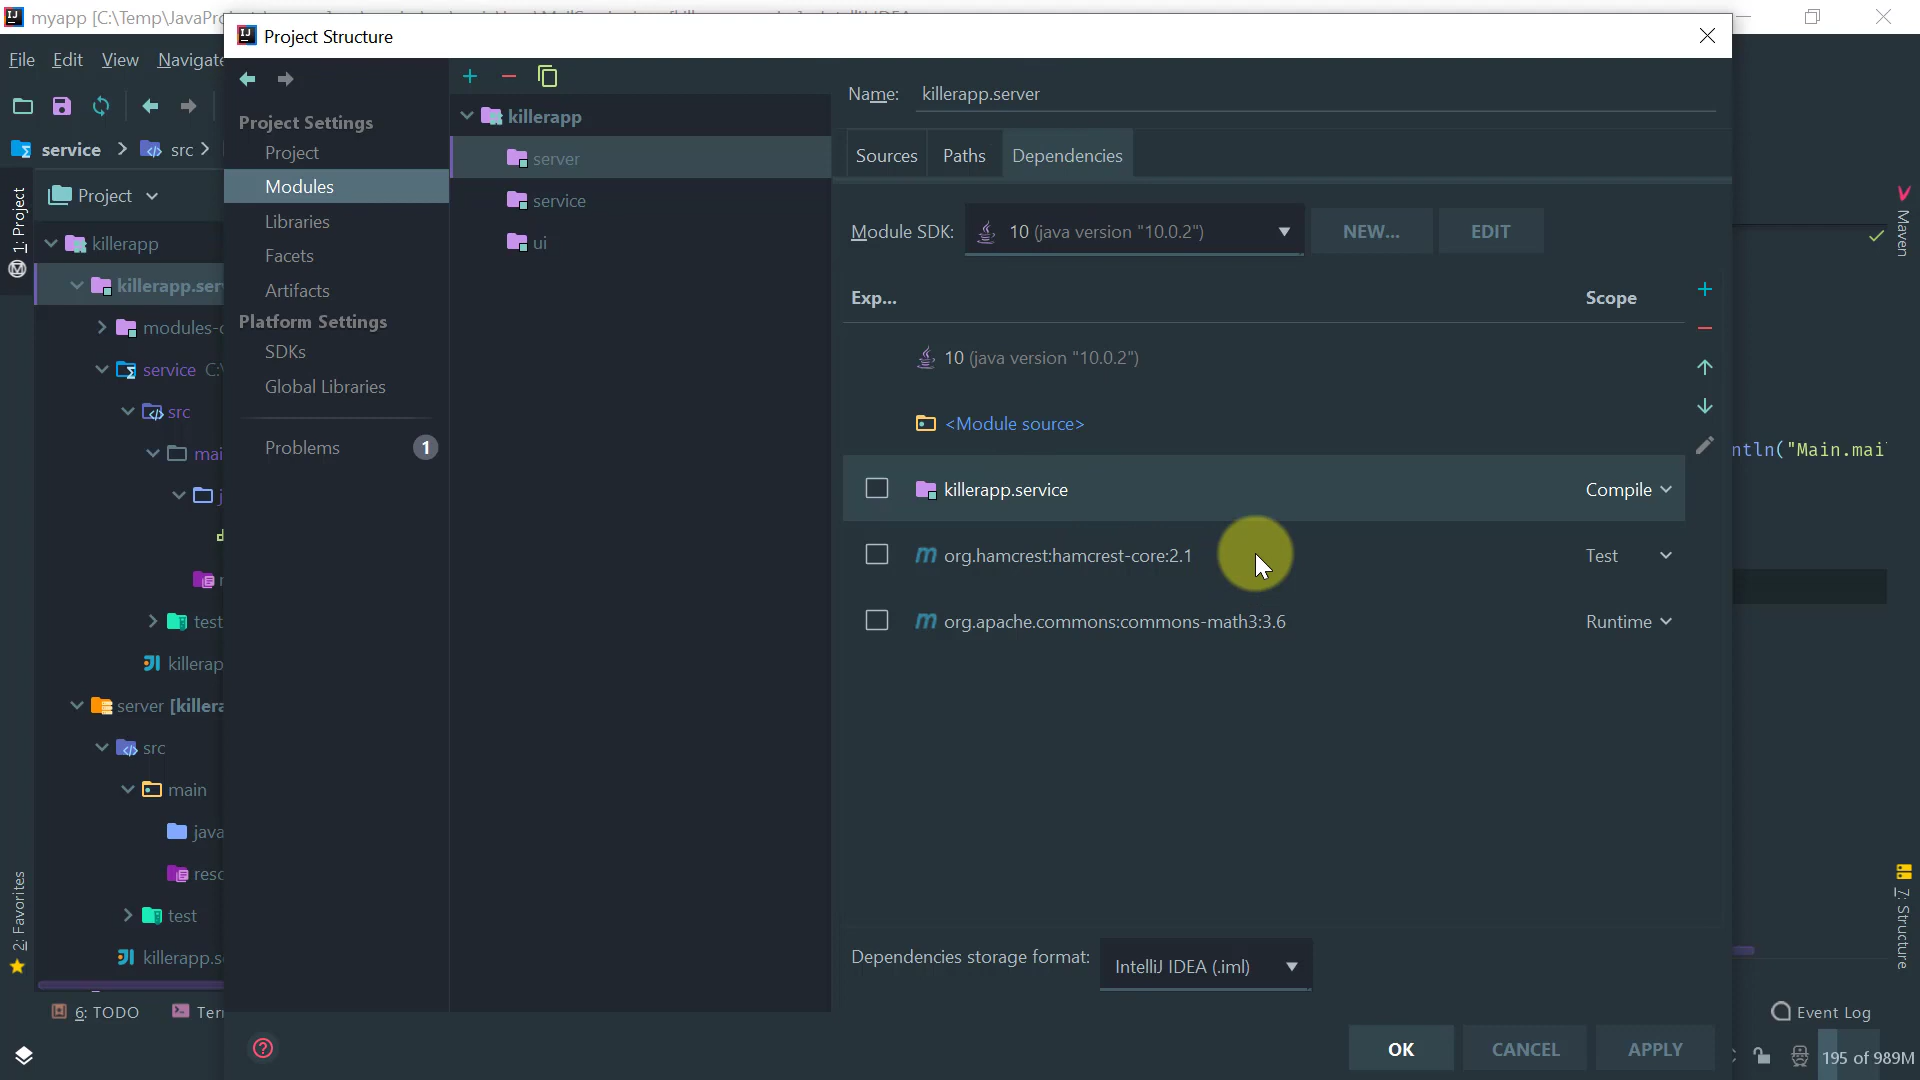 myapp [C:\Temp\JavaPr
Project Structure
File Edit View Navigate
service src
1: Project
Project
killerapp
killerapp.ser
modules-
service C:\
src
mai
j
test
killerap
server [killera
src
main
java
reso
test
killerapp.s
2: Favorites
6: TODO
Ter
Project Settings
Project
Modules
Libraries
Facets
Artifacts
Platform Settings
SDKs
Global Libraries
Problems 1
killerapp
server
service
ui
Name: killerapp.server
Sources Paths Dependencies
Module SDK: 10 (java version "10.0.2") NEW... EDIT
Exp... Scope
10 (java version "10.0.2")
<Module source>
killerapp.service Compile
org.hamcrest:hamcrest-core:2.1 Test
org.apache.commons:commons-math3:3.6 Runtime
Dependencies storage format: IntelliJ IDEA (.iml)
? OK CANCEL APPLY
Maven
ntln("Main.mai
7: Structure
Event Log
195 of 989M